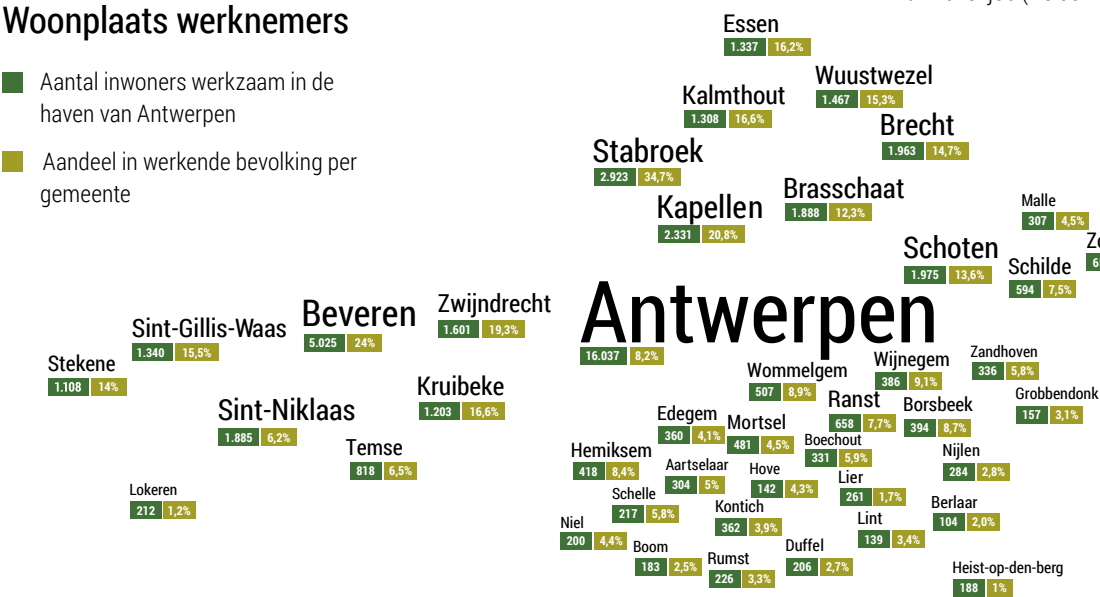 Woonplaats werknemers
Aantal inwoners werkzaam in de
haven van Antwerpen
Aandeel in werkende bevolking per
gemeente
Essen
1.337 16,2%
Wuustwezel
1.467 15,3%
Kalmthout
1.308 16,6%
Brecht
1.963 14,7%
Stabroek
2.923 34,7%
Brasschaat
1.888 12,3%
Kapellen
2.331 20,8%
Malle
307 4,5%
Schoten
1.975 13,6%
Schilde
594 7,5%
Antwerpen
16.037 8,2%
Zwijndrecht
1.601 19,3%
Beveren
5.025 24%
Sint-Gillis-Waas
1.340 15,5%
Stekene
1.108 14%
Kruibeke
1.203 16,6%
Sint-Niklaas
1.885 6,2%
Temse
818 6,5%
Lokeren
212 1,2%
Wommelgem
507 8,9%
Wijnegem
386 9,1%
Zandhoven
336 5,8%
Grobbendonk
157 3,1%
Ranst
658 7,7%
Borsbeek
394 8,7%
Edegem
360 4,1%
Mortsel
481 4,5%
Boechout
331 5,9%
Nijlen
284 2,8%
Hemiksem
418 8,4%
Aartselaar
304 5%
Hove
142 4,3%
Lier
261 1,7%
Schelle
217 5,8%
Kontich
362 3,9%
Berlaar
104 2,0%
Niel
200 4,4%
Lint
139 3,4%
Boom
183 2,5%
Rumst
226 3,3%
Duffel
206 2,7%
Heist-op-den-berg
188 1%